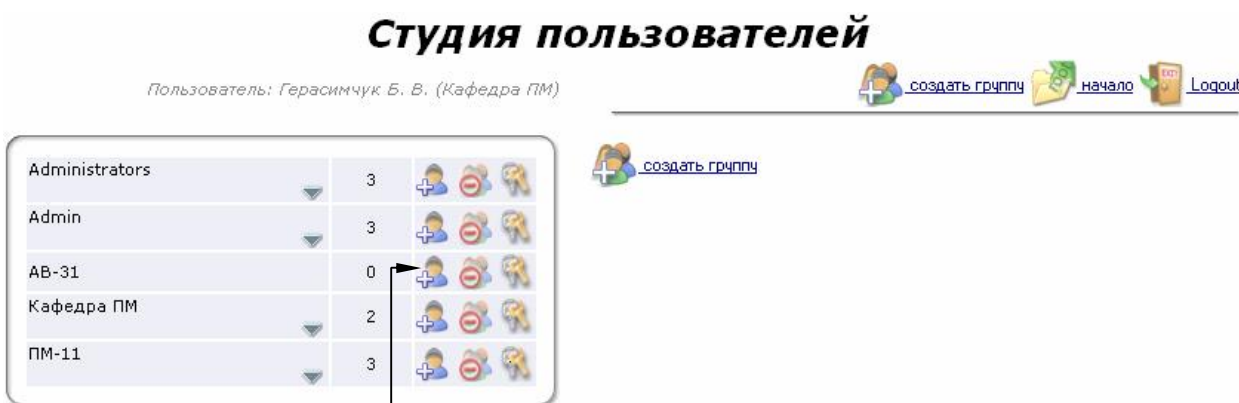 Студия пользователей
Пользователь: Герасимчук Б. В. (Кафедра ПМ)
создать группу начало Logout
Administrators 3
Admin 3
АВ-31 0
Кафедра ПМ 2
ПМ-11 3
создать группу